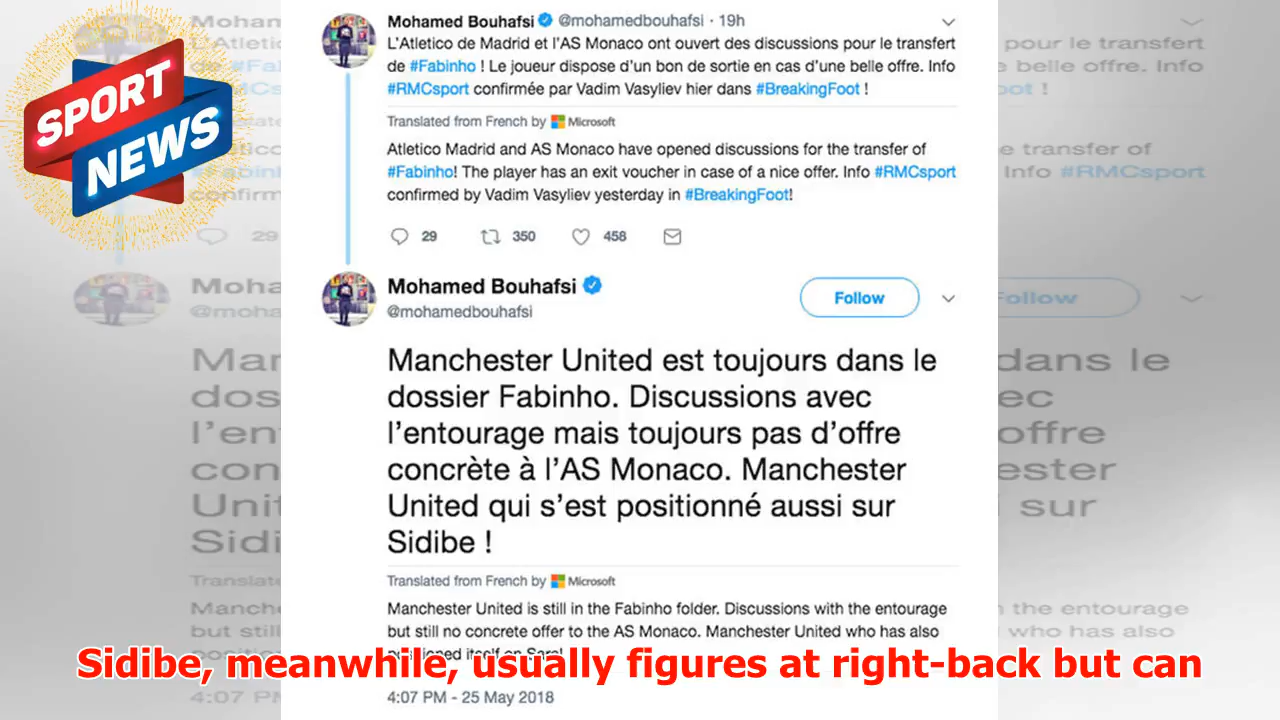 SPORT
NEWS
Mohamed Bouhafsi @mohamedbouhafsi · 19h
L'Atletico de Madrid et l'AS Monaco ont ouvert des discussions pour le transfert
de #Fabinho ! Le joueur dispose d'un bon de sortie en cas d'une belle offre. Info
#RMCsport confirmée par Vadim Vasyliev hier dans #BreakingFoot !
Translated from French by Microsoft
Atletico Madrid and AS Monaco have opened discussions for the transfer of
#Fabinho! The player has an exit voucher in case of a nice offer. Info #RMCsport
confirmed by Vadim Vasyliev yesterday in #BreakingFoot!
29 350 458
Mohamed Bouhafsi
@mohamedbouhafsi
Follow
Manchester United est toujours dans le
dossier Fabinho. Discussions avec
l'entourage mais toujours pas d'offre
concrète à l'AS Monaco. Manchester
United qui s'est positionné aussi sur
Sidibe !
Translated from French by Microsoft
Manchester United is still in the Fabinho folder. Discussions with the entourage
but still no concrete offer to the AS Monaco. Manchester United who has also
Sidibe, meanwhile, usually figures at right-back but can
4:07 PM - 25 May 2018